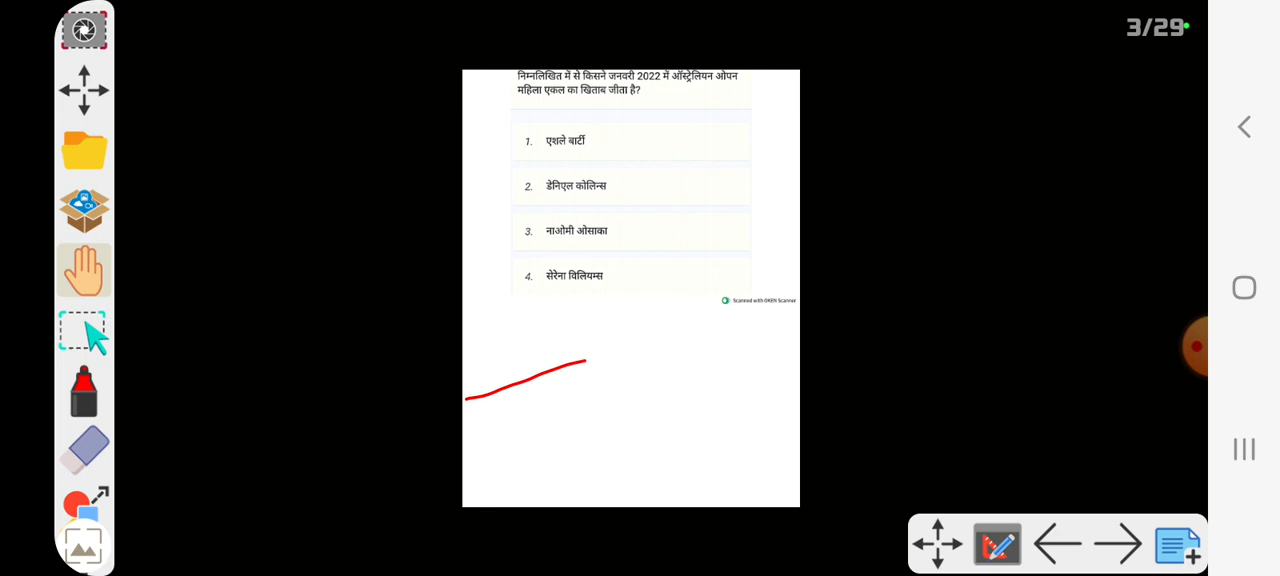 3/29
निम्नलिखित में से किसने जनवरी 2022 में ऑस्ट्रेलियन ओपन
महिला एकल का खिताब जीता है?
1. एशले बार्टी
2. डेनिएल कोलिन्स
3. नाओमी ओसाका
4. सेरेना विलियम्स
Scanned with OKEN Scanner